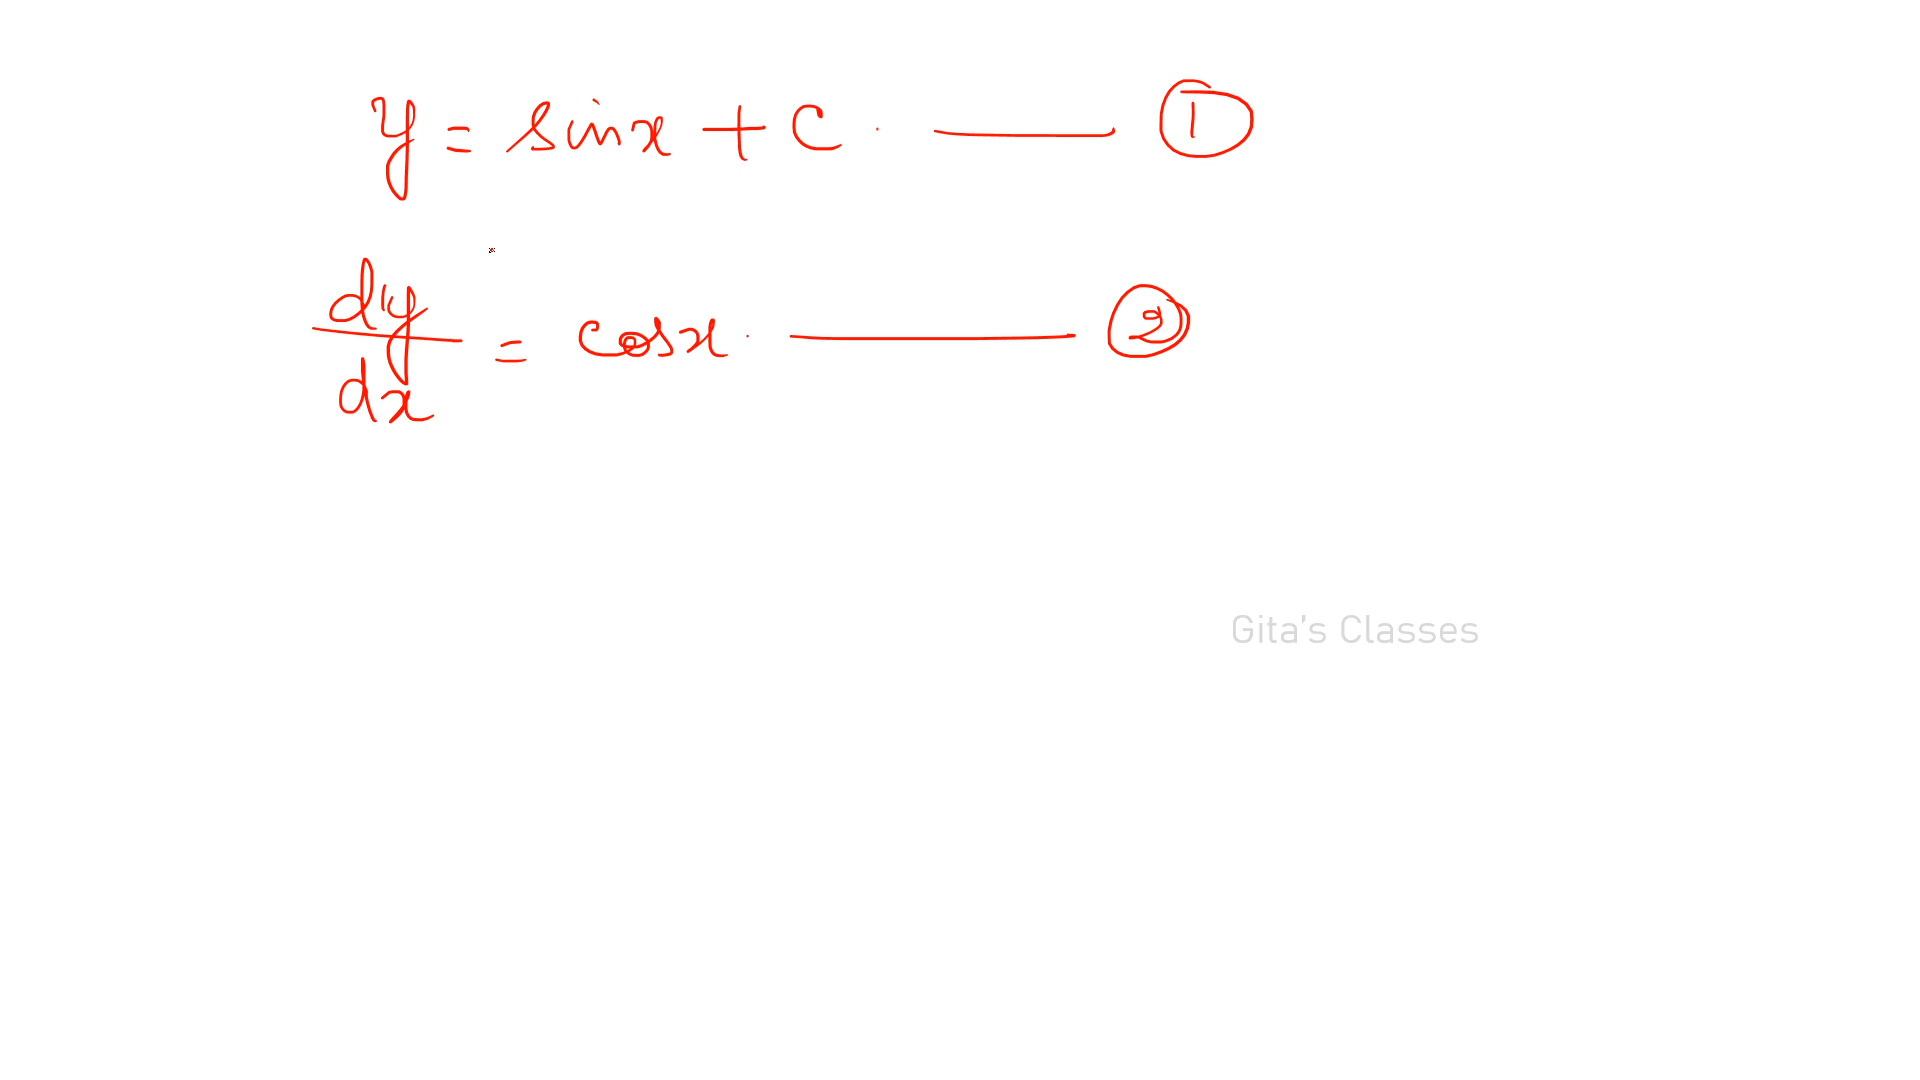 y = sinx + C. —— ①
dy/dx = cosx. —— ②
Gita's Classes